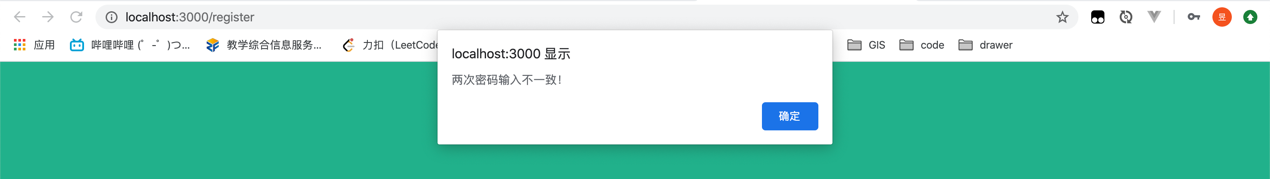 localhost:3000/register
昱
应用
哔哩哔哩 (゜-゜)つ...
教学综合信息服务...
力扣（LeetCode
GIS
code
drawer
localhost:3000 显示
两次密码输入不一致！
确定